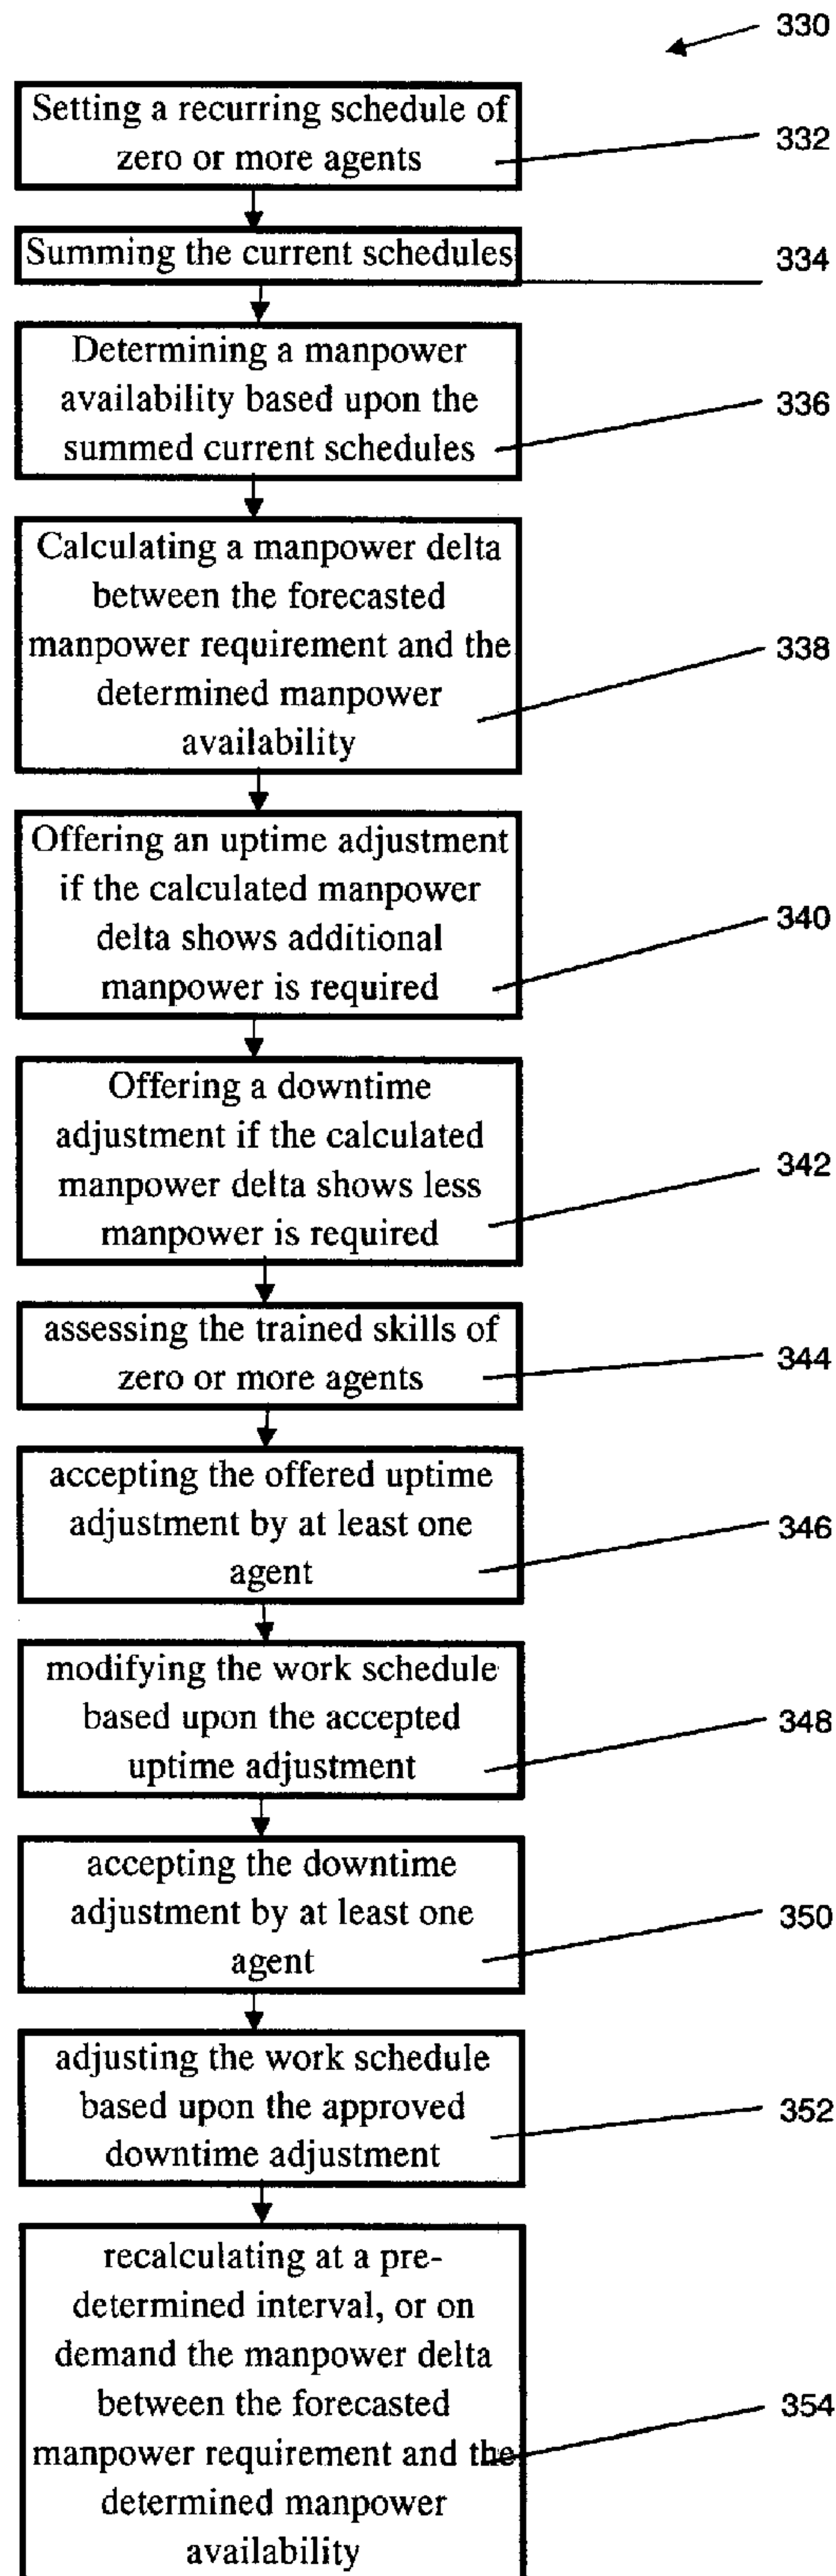 330
Setting a recurring schedule of
zero or more agents
332
Summing the current schedules
334
Determining a manpower
availability based upon the
summed current schedules
336
Calculating a manpower delta
between the forecasted
manpower requirement and the
determined manpower
availability
338
Offering an uptime adjustment
if the calculated manpower
delta shows additional
manpower is required
340
Offering a downtime
adjustment if the calculated
manpower delta shows less
manpower is required
342
assessing the trained skills of
zero or more agents
344
accepting the offered uptime
adjustment by at least one
agent
346
modifying the work schedule
based upon the accepted
uptime adjustment
348
accepting the downtime
adjustment by at least one
agent
350
adjusting the work schedule
based upon the approved
downtime adjustment
352
recalculating at a pre-
determined interval, or on
demand the manpower delta
between the forecasted
manpower requirement and the
determined manpower
availability
354